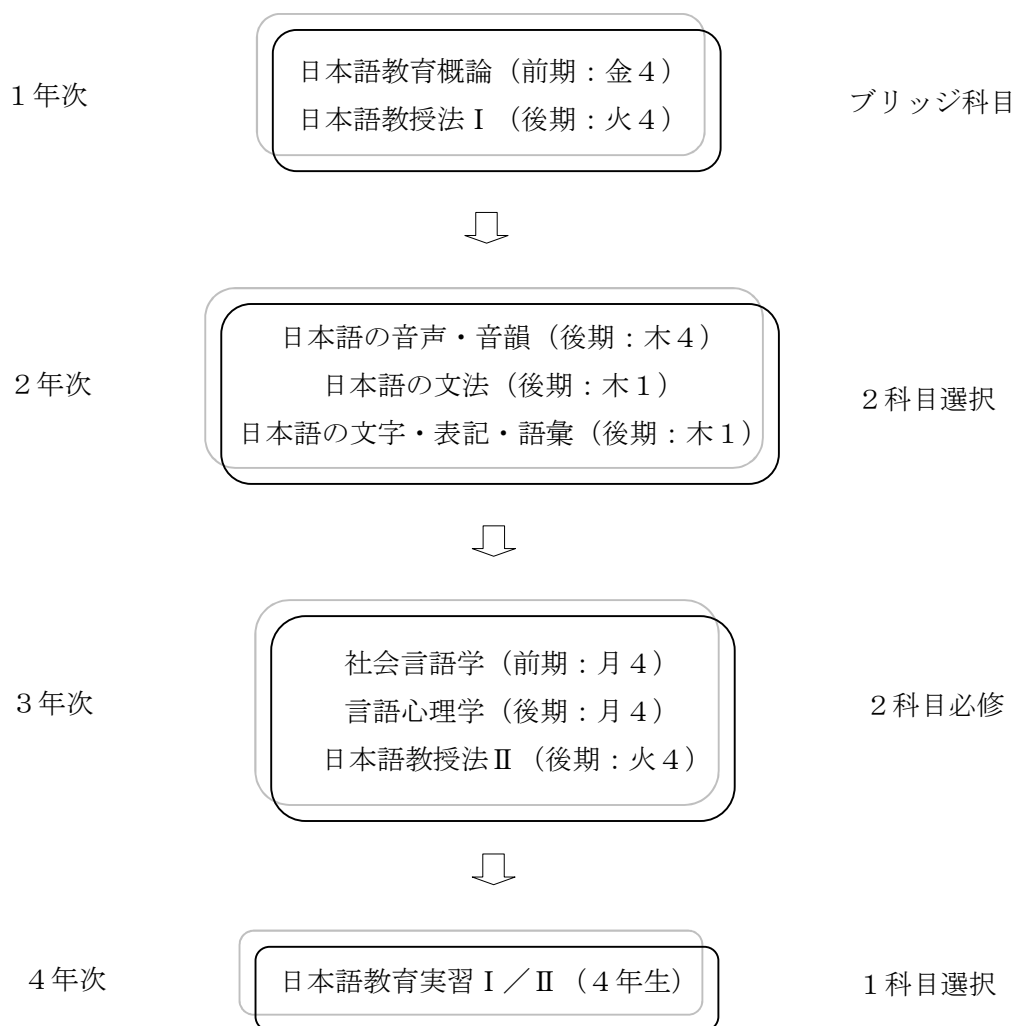 1年次
日本語教育概論（前期：金４）
日本語教授法Ⅰ（後期：火４）
ブリッジ科目
２年次
日本語の音声・音韻（後期：木４）
日本語の文法（後期：木１）
日本語の文字・表記・語彙（後期：木１）
２科目選択
３年次
社会言語学（前期：月４）
言語心理学（後期：月４）
日本語教授法Ⅱ（後期：火４）
２科目必修
４年次
日本語教育実習Ⅰ／Ⅱ（４年生）
１科目選択